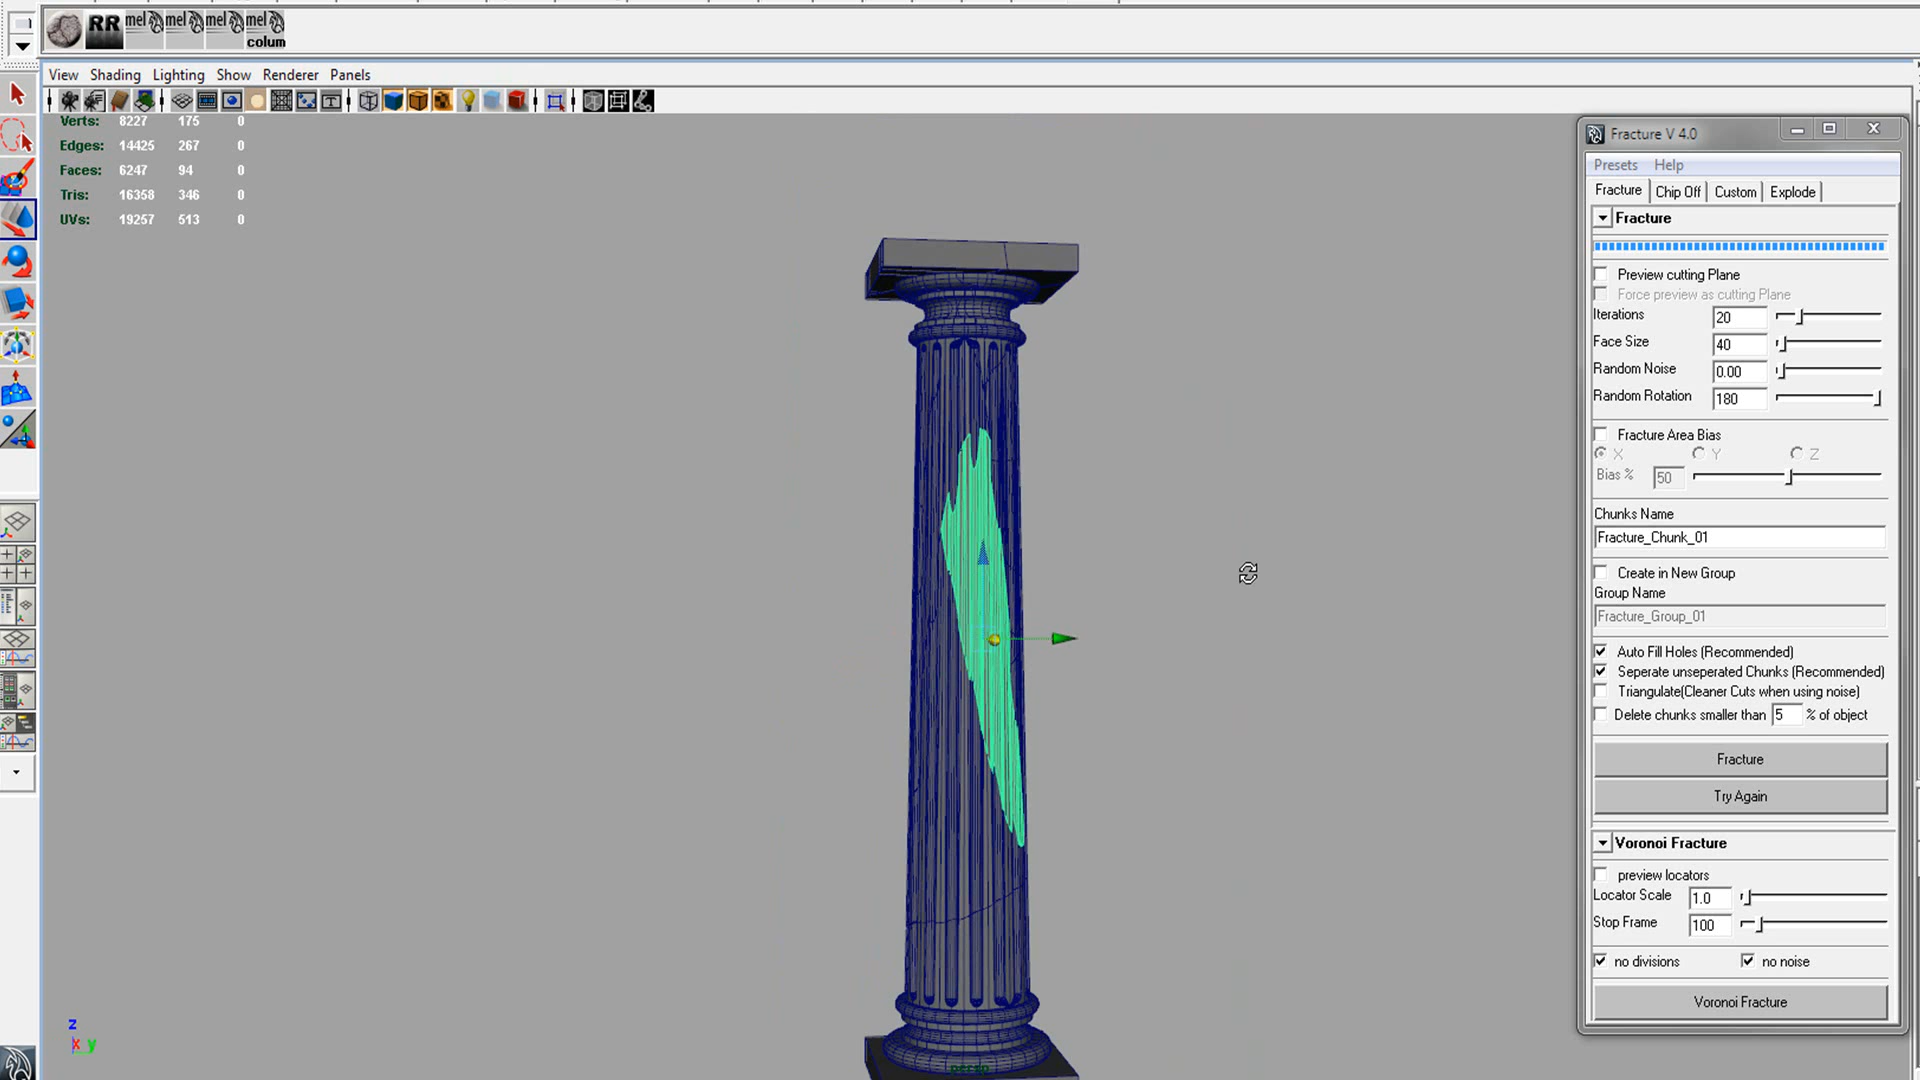 RR mel mel mel mel
colum
View Shading Lighting Show Renderer Panels
Verts: 8227 175 0
Edges: 14425 267 0
Faces: 6247 94 0
Tris: 16358 346 0
UVs: 19257 513 0
z
x y
persp
Fracture V 4.0
Presets Help
Fracture Chip Off Custom Explode
Fracture
Preview cutting Plane
Force preview as cutting Plane
Iterations 20
Face Size 40
Random Noise 0.00
Random Rotation 180
Fracture Area Bias
X Y Z
Bias % 50
Chunks Name
Fracture_Chunk_01
Create in New Group
Group Name
Fracture_Group_01
Auto Fill Holes (Recommended)
Seperate unseperated Chunks (Recommended)
Triangulate(Cleaner Cuts when using noise)
Delete chunks smaller than 5 % of object
Fracture
Try Again
Voronoi Fracture
preview locators
Locator Scale 1.0
Stop Frame 100
no divisions no noise
Voronoi Fracture